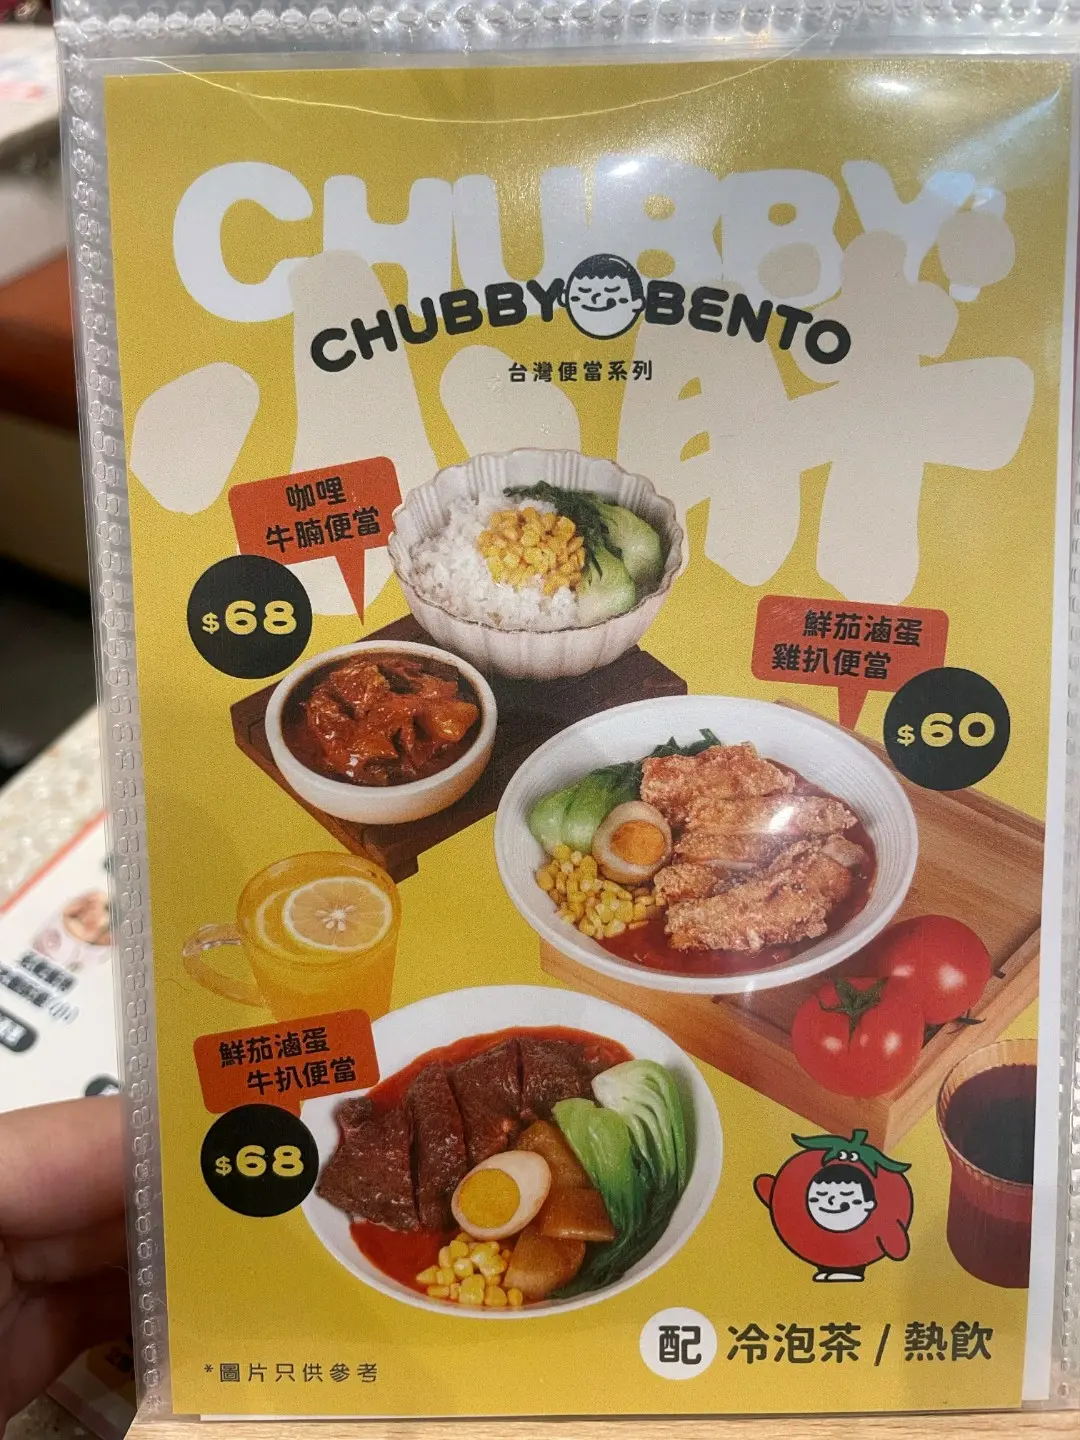 CHUBBY
小胖
CHUBBY BENTO
台灣便當系列
咖哩
牛腩便當
$68
鮮茄滷蛋
雞扒便當
$60
鮮茄滷蛋
牛扒便當
$68
配 冷泡茶 / 熱飲
*圖片只供參考